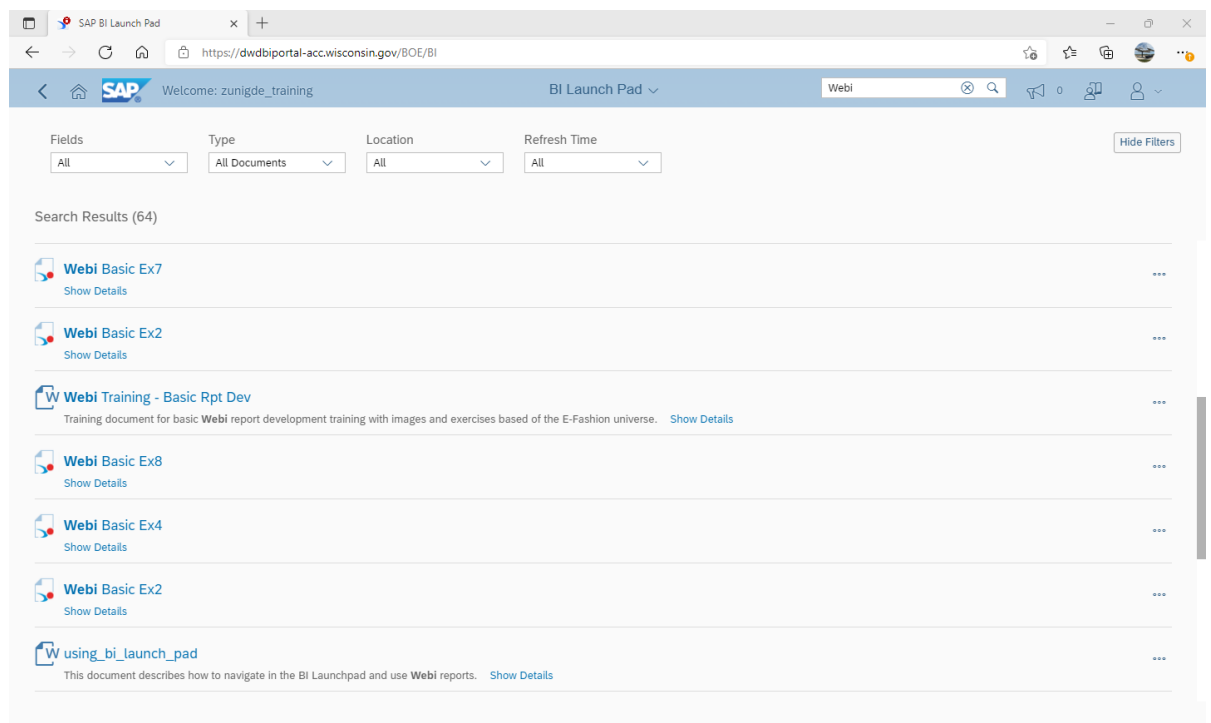 SAP BI Launch Pad
https://dwdbiportal-acc.wisconsin.gov/BOE/BI
SAP Welcome: zunigde_training BI Launch Pad Webi 0
Fields Type Location Refresh Time Hide Filters
All All Documents All All
Search Results (64)
Webi Basic Ex7
Show Details
Webi Basic Ex2
Show Details
W Webi Training - Basic Rpt Dev
Training document for basic Webi report development training with images and exercises based of the E-Fashion universe. Show Details
Webi Basic Ex8
Show Details
Webi Basic Ex4
Show Details
Webi Basic Ex2
Show Details
W using_bi_launch_pad
This document describes how to navigate in the BI Launchpad and use Webi reports. Show Details